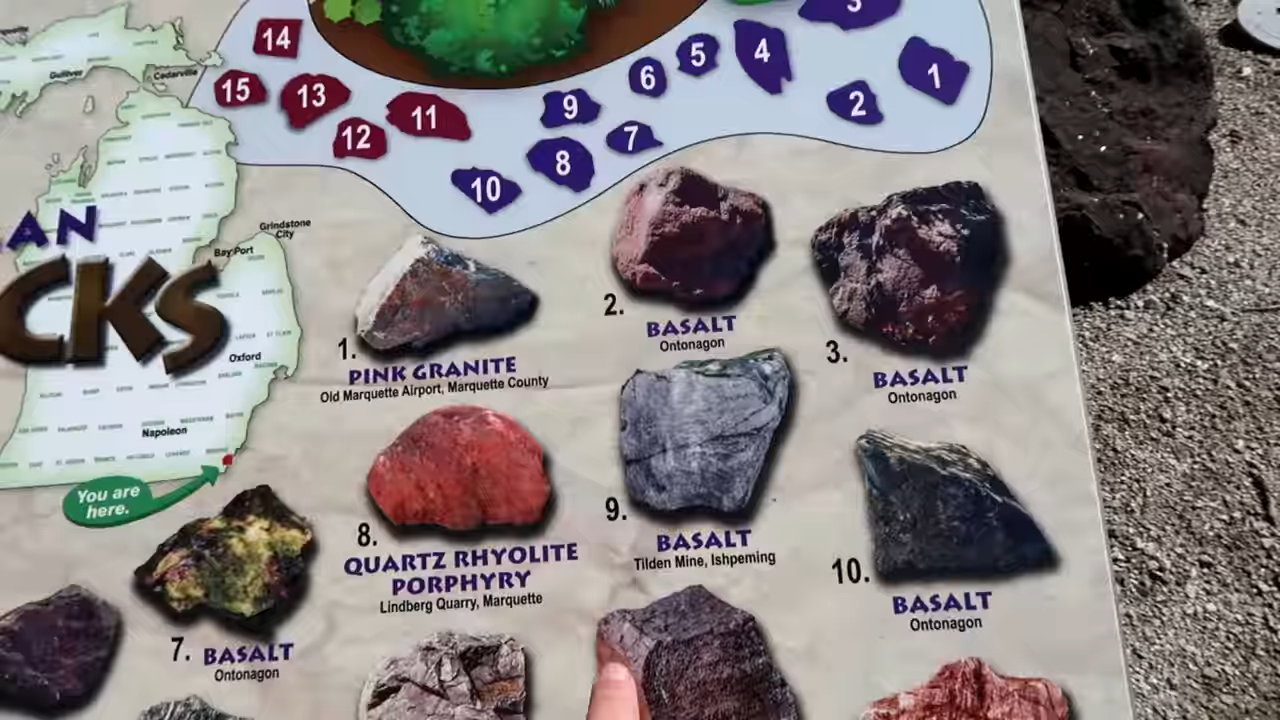 3
14
5
4
1
15
13
6
2
11
9
12
7
8
10
Gulliver
Cedarville
Grindstone
City
Bay Port
AN
CKS
Oxford
Napoleon
You are
here.
1.
PINK GRANITE
Old Marquette Airport, Marquette County
2.
BASALT
Ontonagon
3.
BASALT
Ontonagon
7.
BASALT
Ontonagon
8.
QUARTZ RHYOLITE
PORPHYRY
Lindberg Quarry, Marquette
9.
BASALT
Tilden Mine, Ishpeming
10.
BASALT
Ontonagon